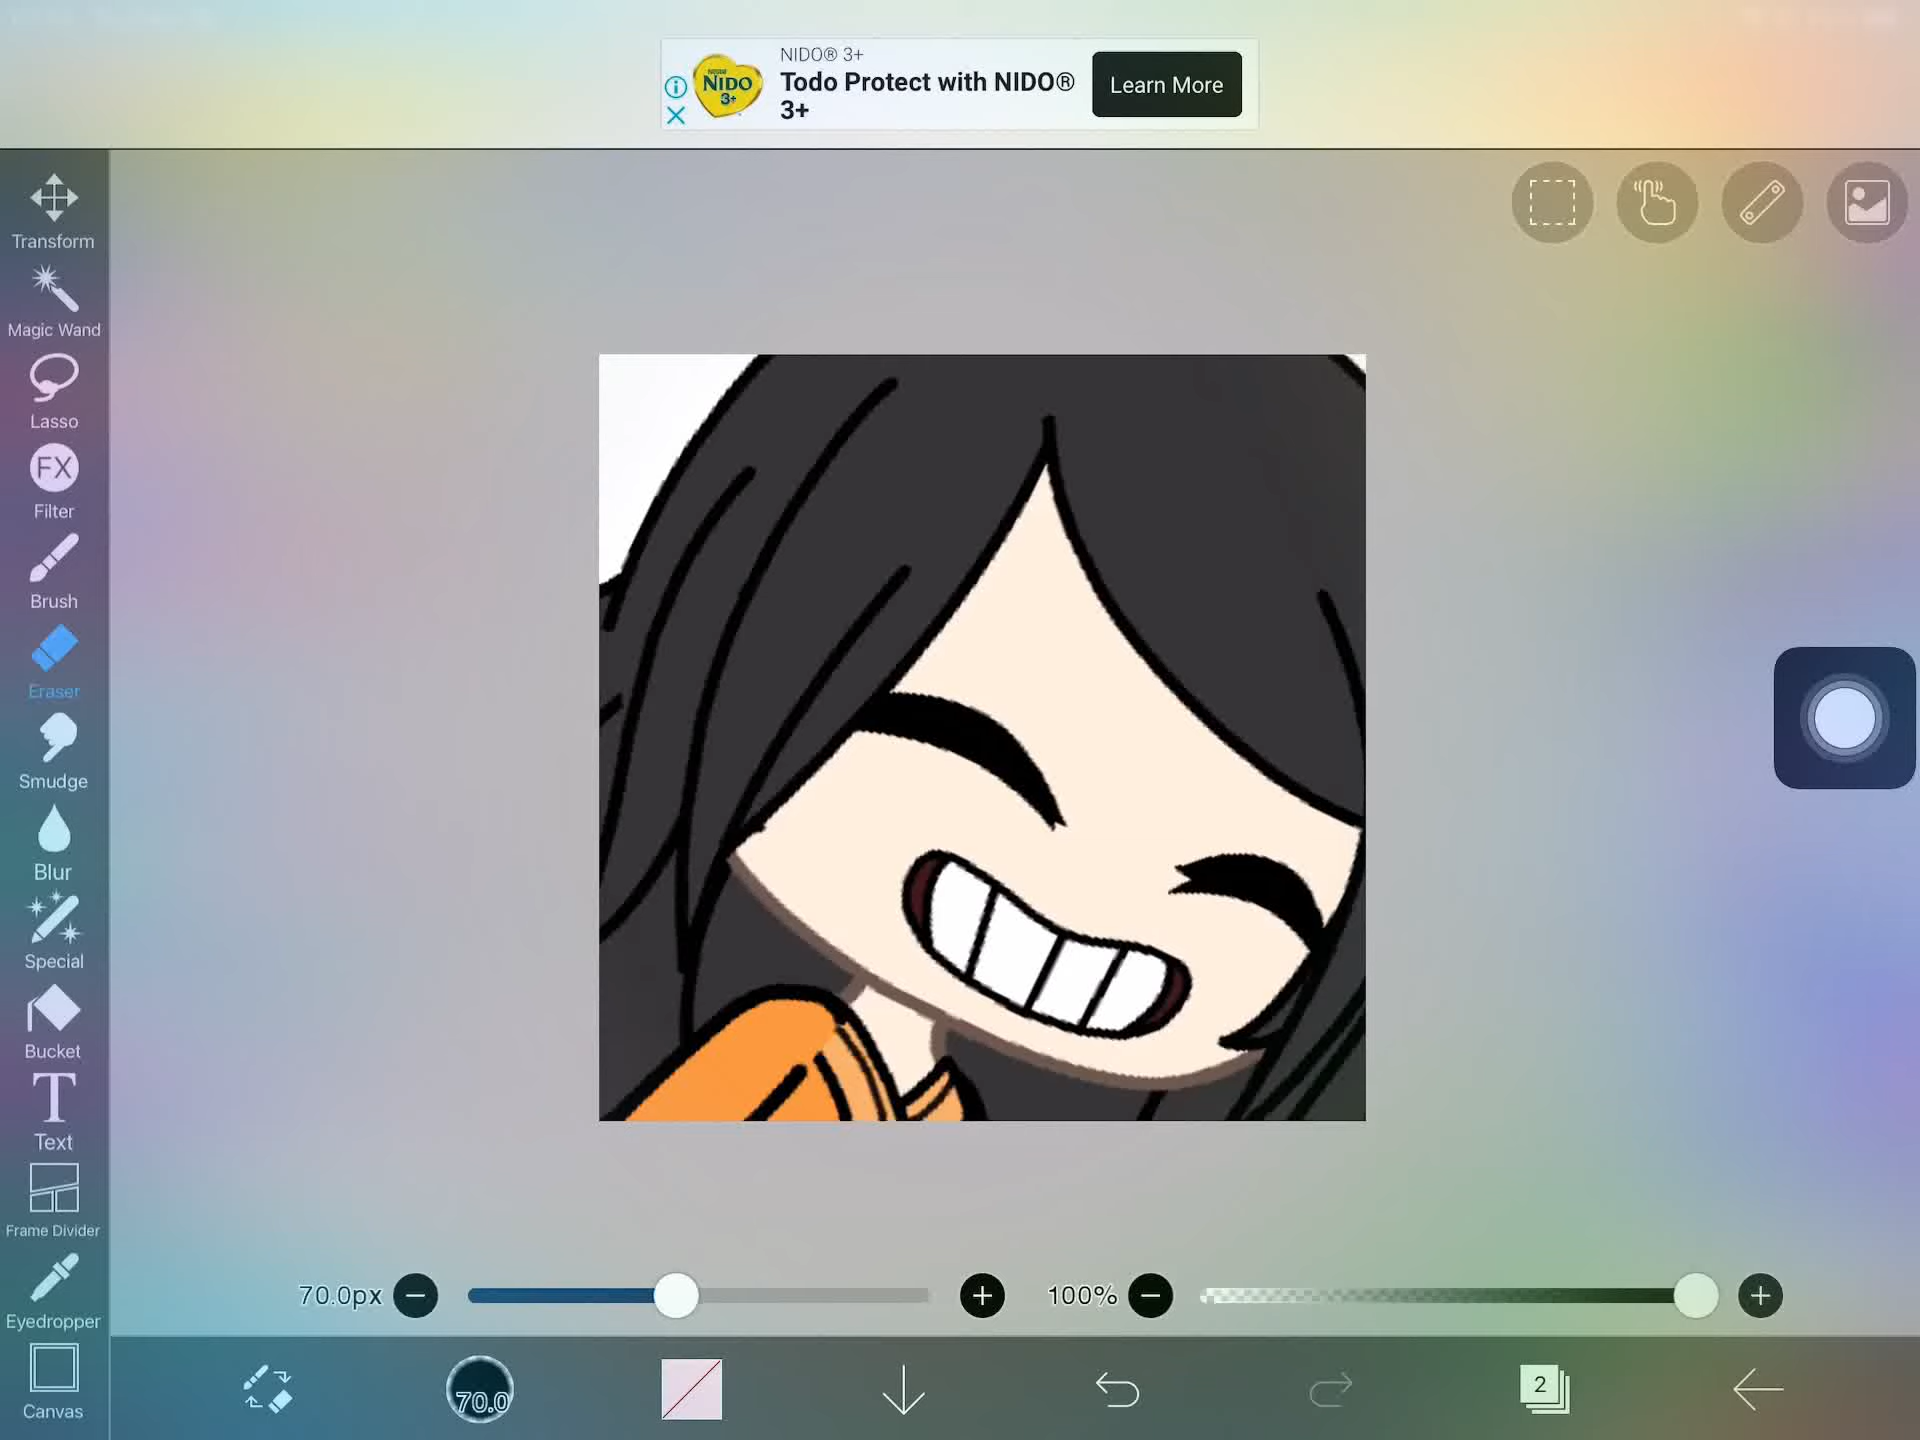 NIDO® 3+
Todo Protect with NIDO®
3+
Learn More
Nestlé
NIDO
3+
Transform
Magic Wand
Lasso
FX
Filter
Brush
Eraser
Smudge
Blur
Special
Bucket
T
Text
Frame Divider
Eyedropper
Canvas
70.0px
100%
70.0
2